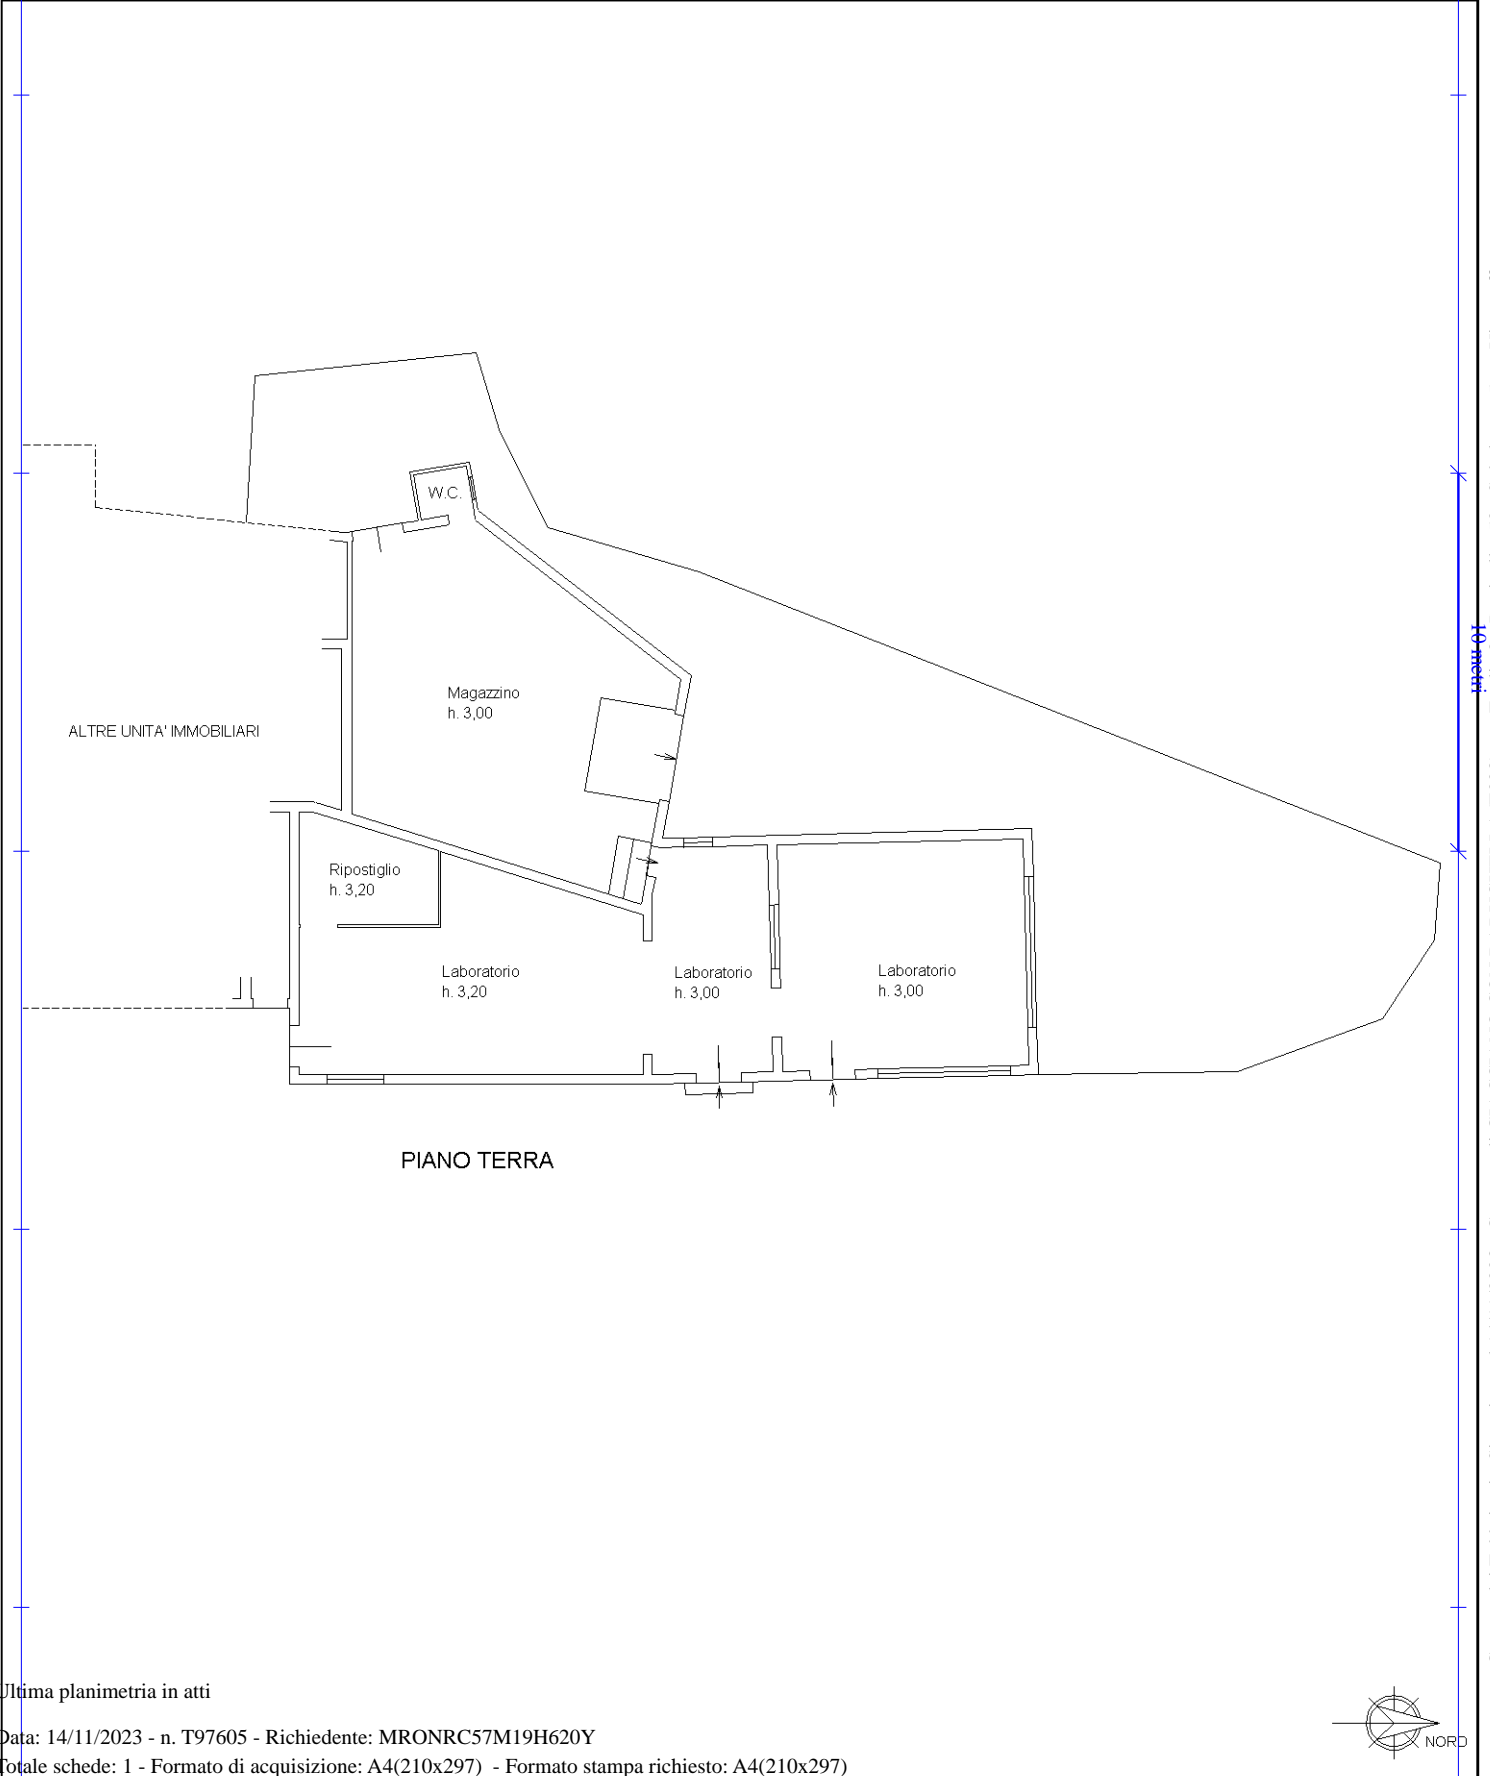 W.C.
10 metri
Magazzino
h. 3,00
ALTRE UNITA' IMMOBILIARI
Ripostiglio
h. 3,20
Laboratorio
h. 3,20
Laboratorio
h. 3,00
Laboratorio
h. 3,00
PIANO TERRA
Ultima planimetria in atti
Data: 14/11/2023 - n. T97605 - Richiedente: MRONRC57M19H620Y
Totale schede: 1 - Formato di acquisizione: A4(210x297) - Formato stampa richiesto: A4(210x297)
NORD